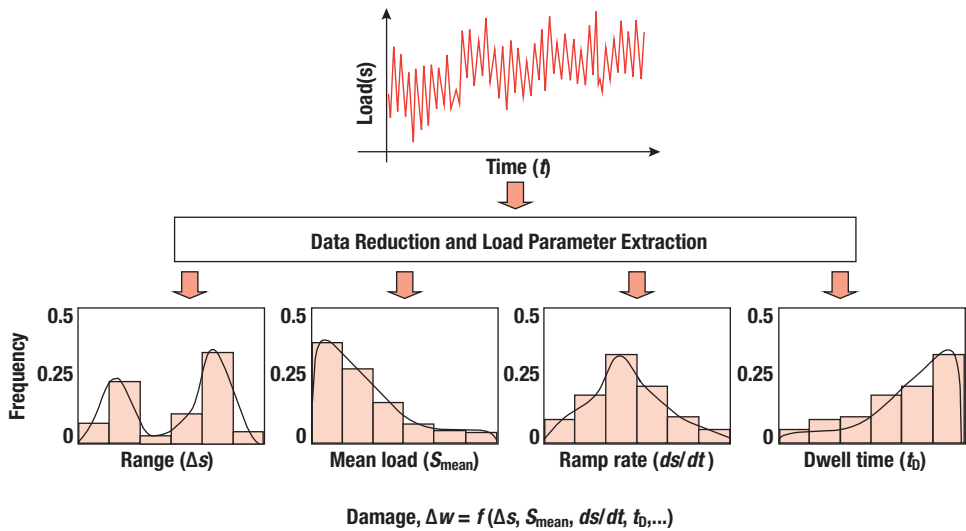 Load(s)
Time (t)
Data Reduction and Load Parameter Extraction
Frequency
0.5
0.25
0
Range (Δs)
0.5
0.25
0
Mean load (Smean)
0.5
0.25
0
Ramp rate (ds/dt)
0.5
0.25
0
Dwell time (tD)
Damage, Δw = f (Δs, Smean, ds/dt, tD,...)